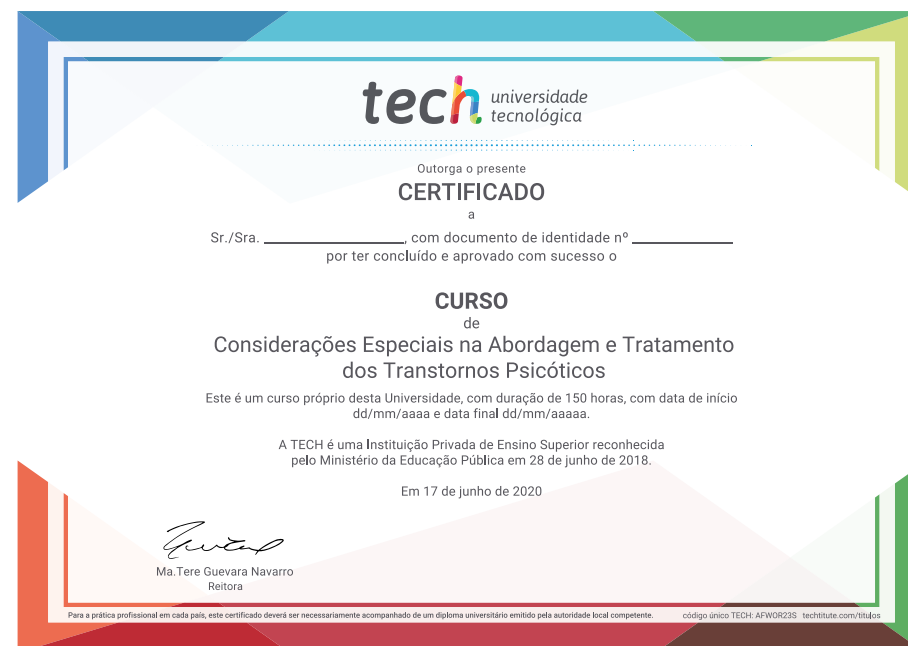 tech universidade
tecnológica
Outorga o presente
CERTIFICADO
a
Sr./Sra. ____________________, com documento de identidade nº ______________
por ter concluído e aprovado com sucesso o
CURSO
de
Considerações Especiais na Abordagem e Tratamento
dos Transtornos Psicóticos
Este é um curso próprio desta Universidade, com duração de 150 horas, com data de início
dd/mm/aaaa e data final dd/mm/aaaaa.
A TECH é uma Instituição Privada de Ensino Superior reconhecida
pelo Ministério da Educação Pública em 28 de junho de 2018.
Em 17 de junho de 2020
Ma.Tere Guevara Navarro
Reitora
Para a prática profissional em cada país, este certificado deverá ser necessariamente acompanhado de um diploma universitário emitido pela autoridade local competente. código único TECH: AFWOR23S techtitute.com/titulos